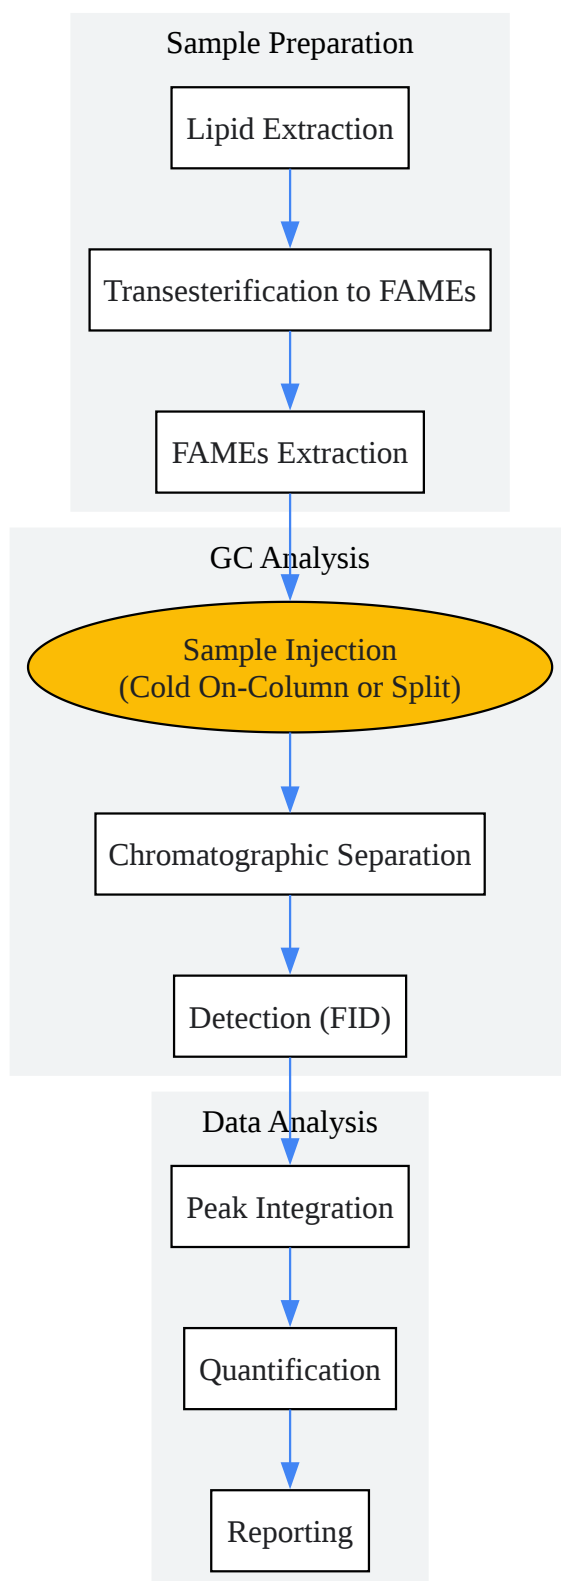 Sample Preparation
Lipid Extraction
Transesterification to FAMEs
FAMEs Extraction
GC Analysis
Sample Injection
(Cold On-Column or Split)
Chromatographic Separation
Detection (FID)
Data Analysis
Peak Integration
Quantification
Reporting